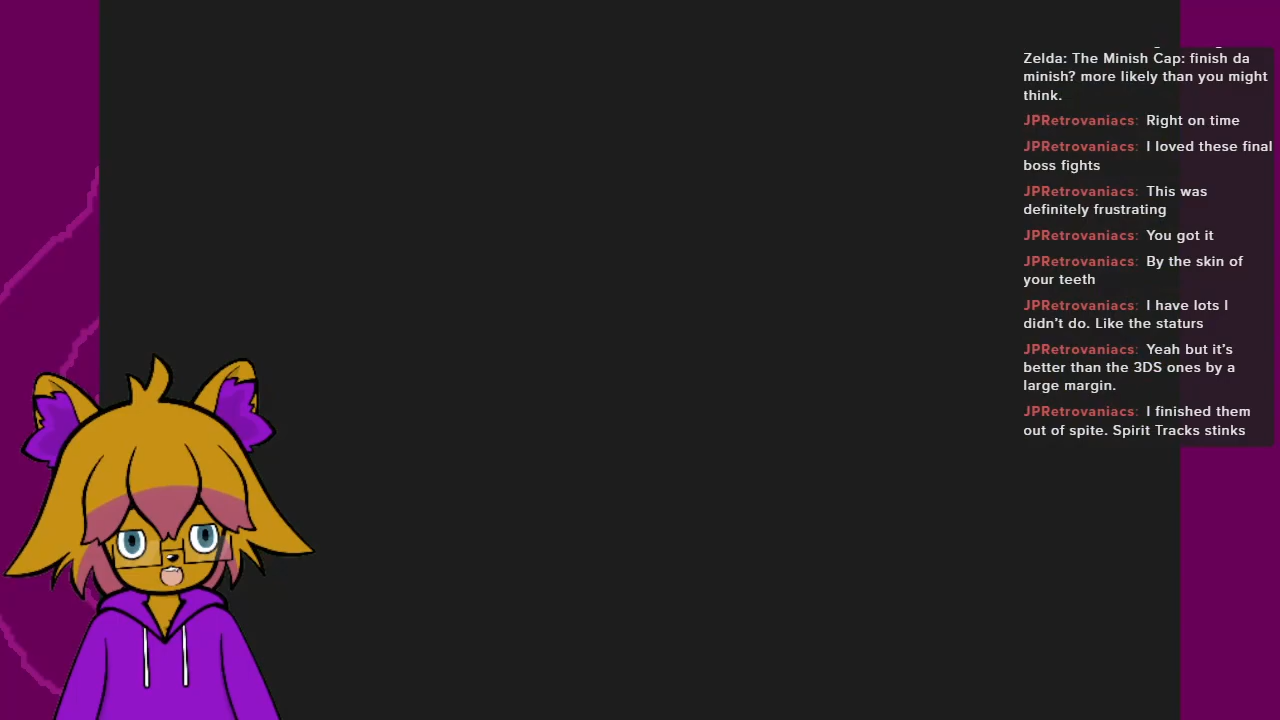 Zelda: The Minish Cap: finish da
minish? more likely than you might
think.
JPRetrovaniacs: Right on time
JPRetrovaniacs: I loved these final
boss fights
JPRetrovaniacs: This was
definitely frustrating
JPRetrovaniacs: You got it
JPRetrovaniacs: By the skin of
your teeth
JPRetrovaniacs: I have lots I
didn't do. Like the staturs
JPRetrovaniacs: Yeah but it's
better than the 3DS ones by a
large margin.
JPRetrovaniacs: I finished them
out of spite. Spirit Tracks stinks